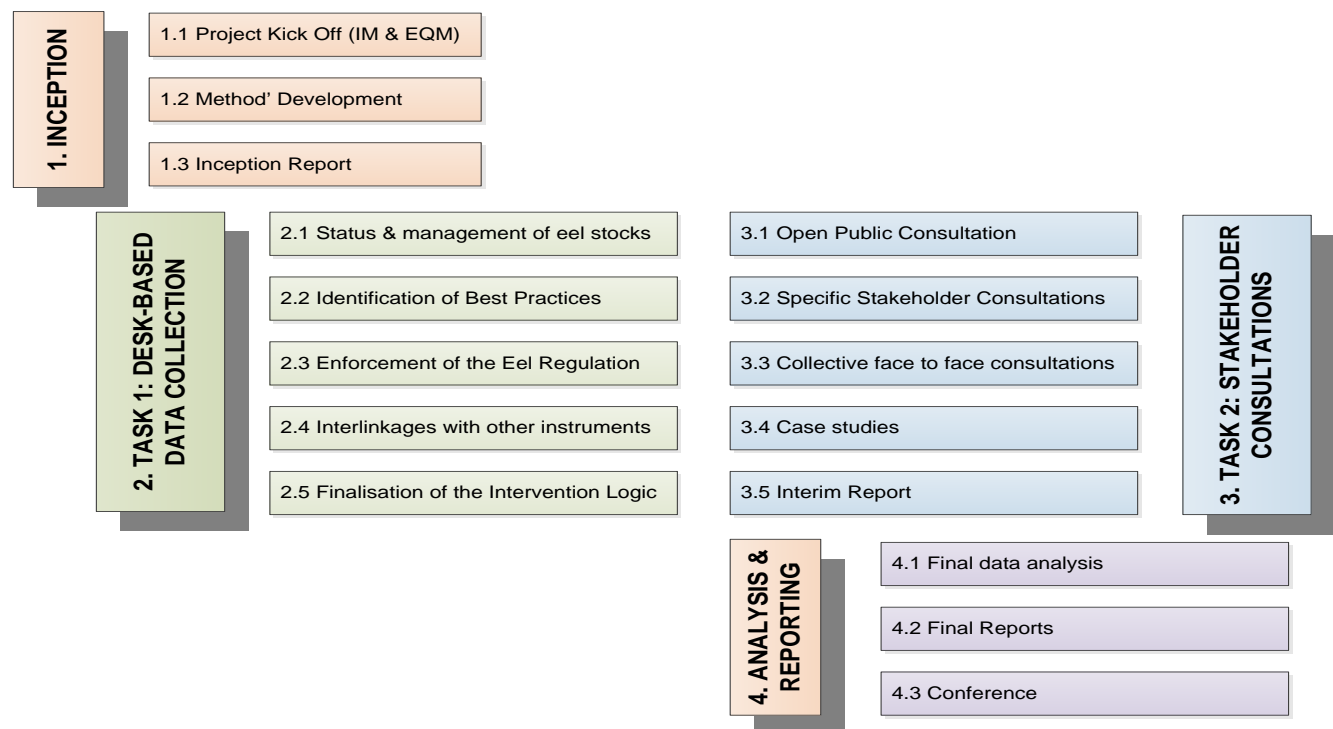 1. INCEPTION
1.1 Project Kick Off (IM & EQM)
1.2 Method’ Development
1.3 Inception Report
2. TASK 1: DESK-BASED
DATA COLLECTION
2.1 Status & management of eel stocks
2.2 Identification of Best Practices
2.3 Enforcement of the Eel Regulation
2.4 Interlinkages with other instruments
2.5 Finalisation of the Intervention Logic
3.1 Open Public Consultation
3.2 Specific Stakeholder Consultations
3.3 Collective face to face consultations
3.4 Case studies
3.5 Interim Report
3. TASK 2: STAKEHOLDER
CONSULTATIONS
4. ANALYSIS &
REPORTING
4.1 Final data analysis
4.2 Final Reports
4.3 Conference